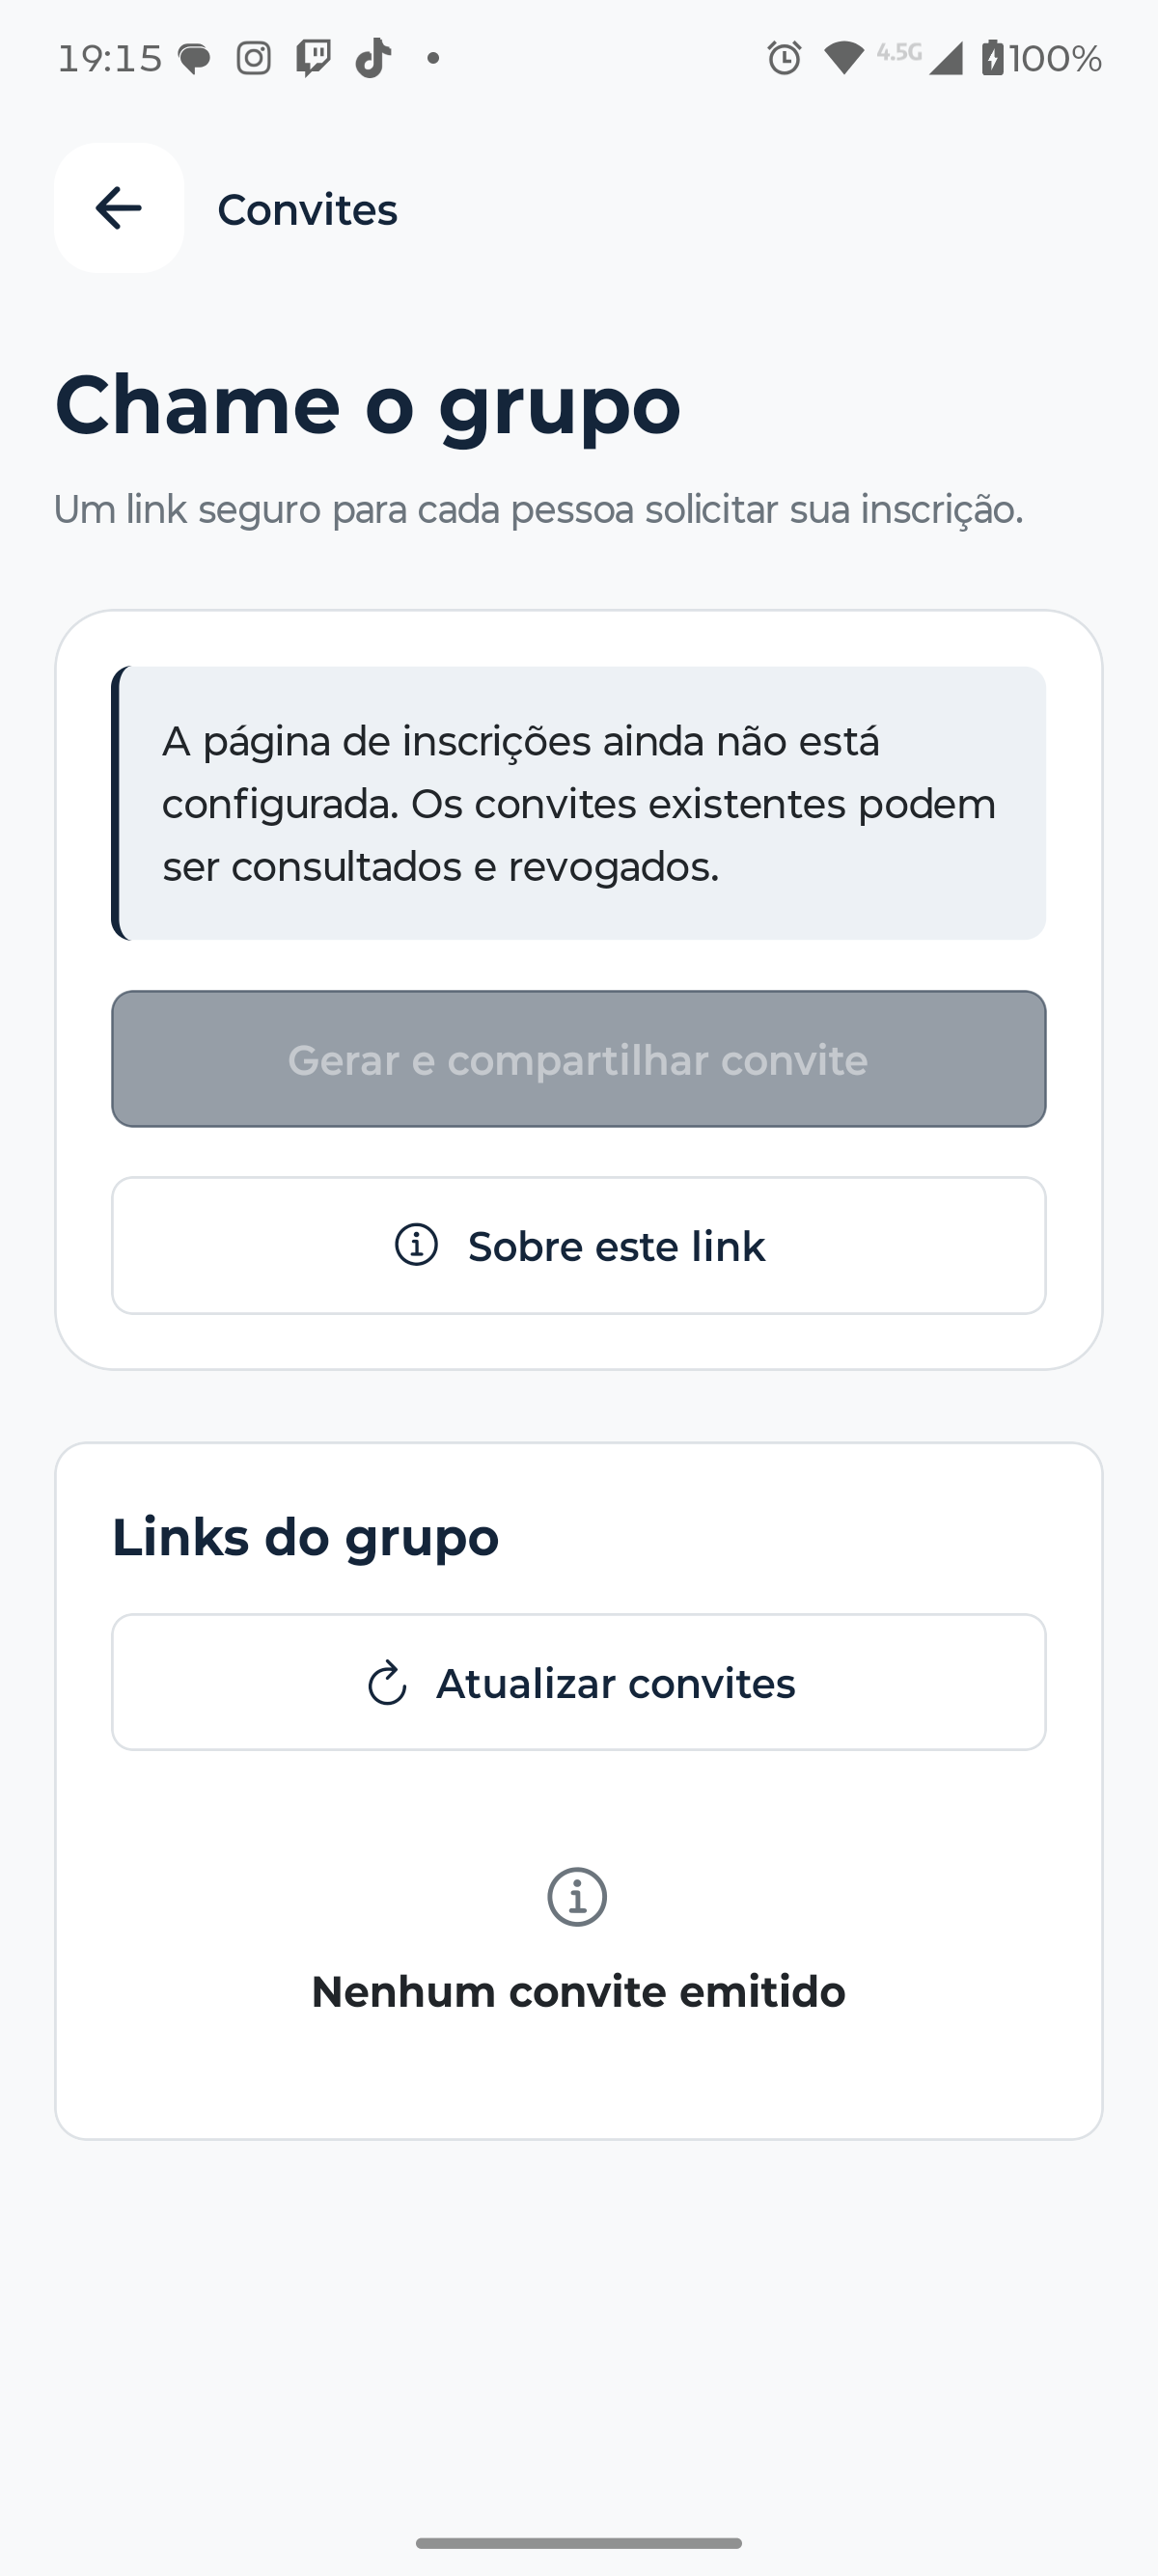 19:15
4.5G
100%
Convites
Chame o grupo
Um link seguro para cada pessoa solicitar sua inscrição.
A página de inscrições ainda não está
configurada. Os convites existentes podem
ser consultados e revogados.
Gerar e compartilhar convite
Sobre este link
Links do grupo
Atualizar convites
Nenhum convite emitido